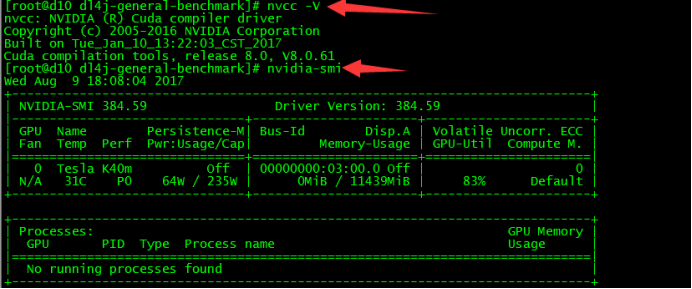 [root@d10 dl4j-general-benchmark]# nvcc -V
nvcc: NVIDIA (R) Cuda compiler driver
Copyright (c) 2005-2016 NVIDIA Corporation
Built on Tue_Jan_10_13:22:03_CST_2017
Cuda compilation tools, release 8.0, V8.0.61
[root@d10 dl4j-general-benchmark]# nvidia-smi
Wed Aug  9 18:08:04 2017
NVIDIA-SMI 384.59 Driver Version: 384.59
GPU Name Persistence-M| Bus-Id Disp.A | Volatile Uncorr. ECC
Fan Temp Perf Pwr:Usage/Cap| Memory-Usage | GPU-Util Compute M.
0 Tesla K40m Off | 00000000:03:00.0 Off | 0
N/A 31C P0 64W / 235W | 0MiB / 11439MiB | 83% Default
Processes: GPU Memory
GPU PID Type Process name Usage
No running processes found